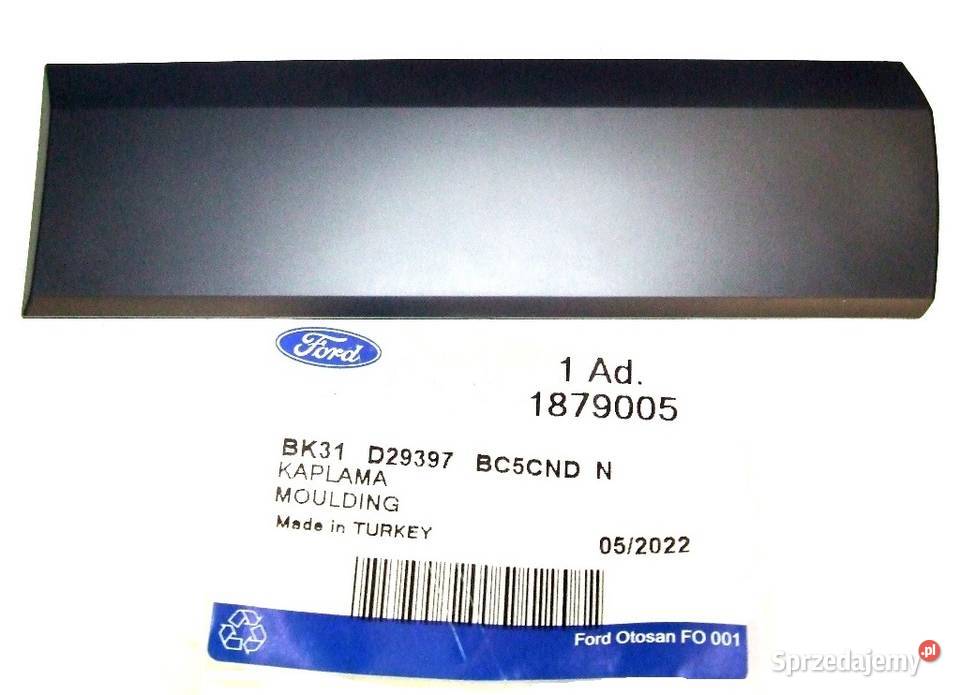 Ford
1 Ad.
1879005
BK31 D29397 BC5CND N
KAPLAMA
MOULDING
Made in TURKEY
05/2022
Ford Otosan FO 001
Sprzedajemy.pl